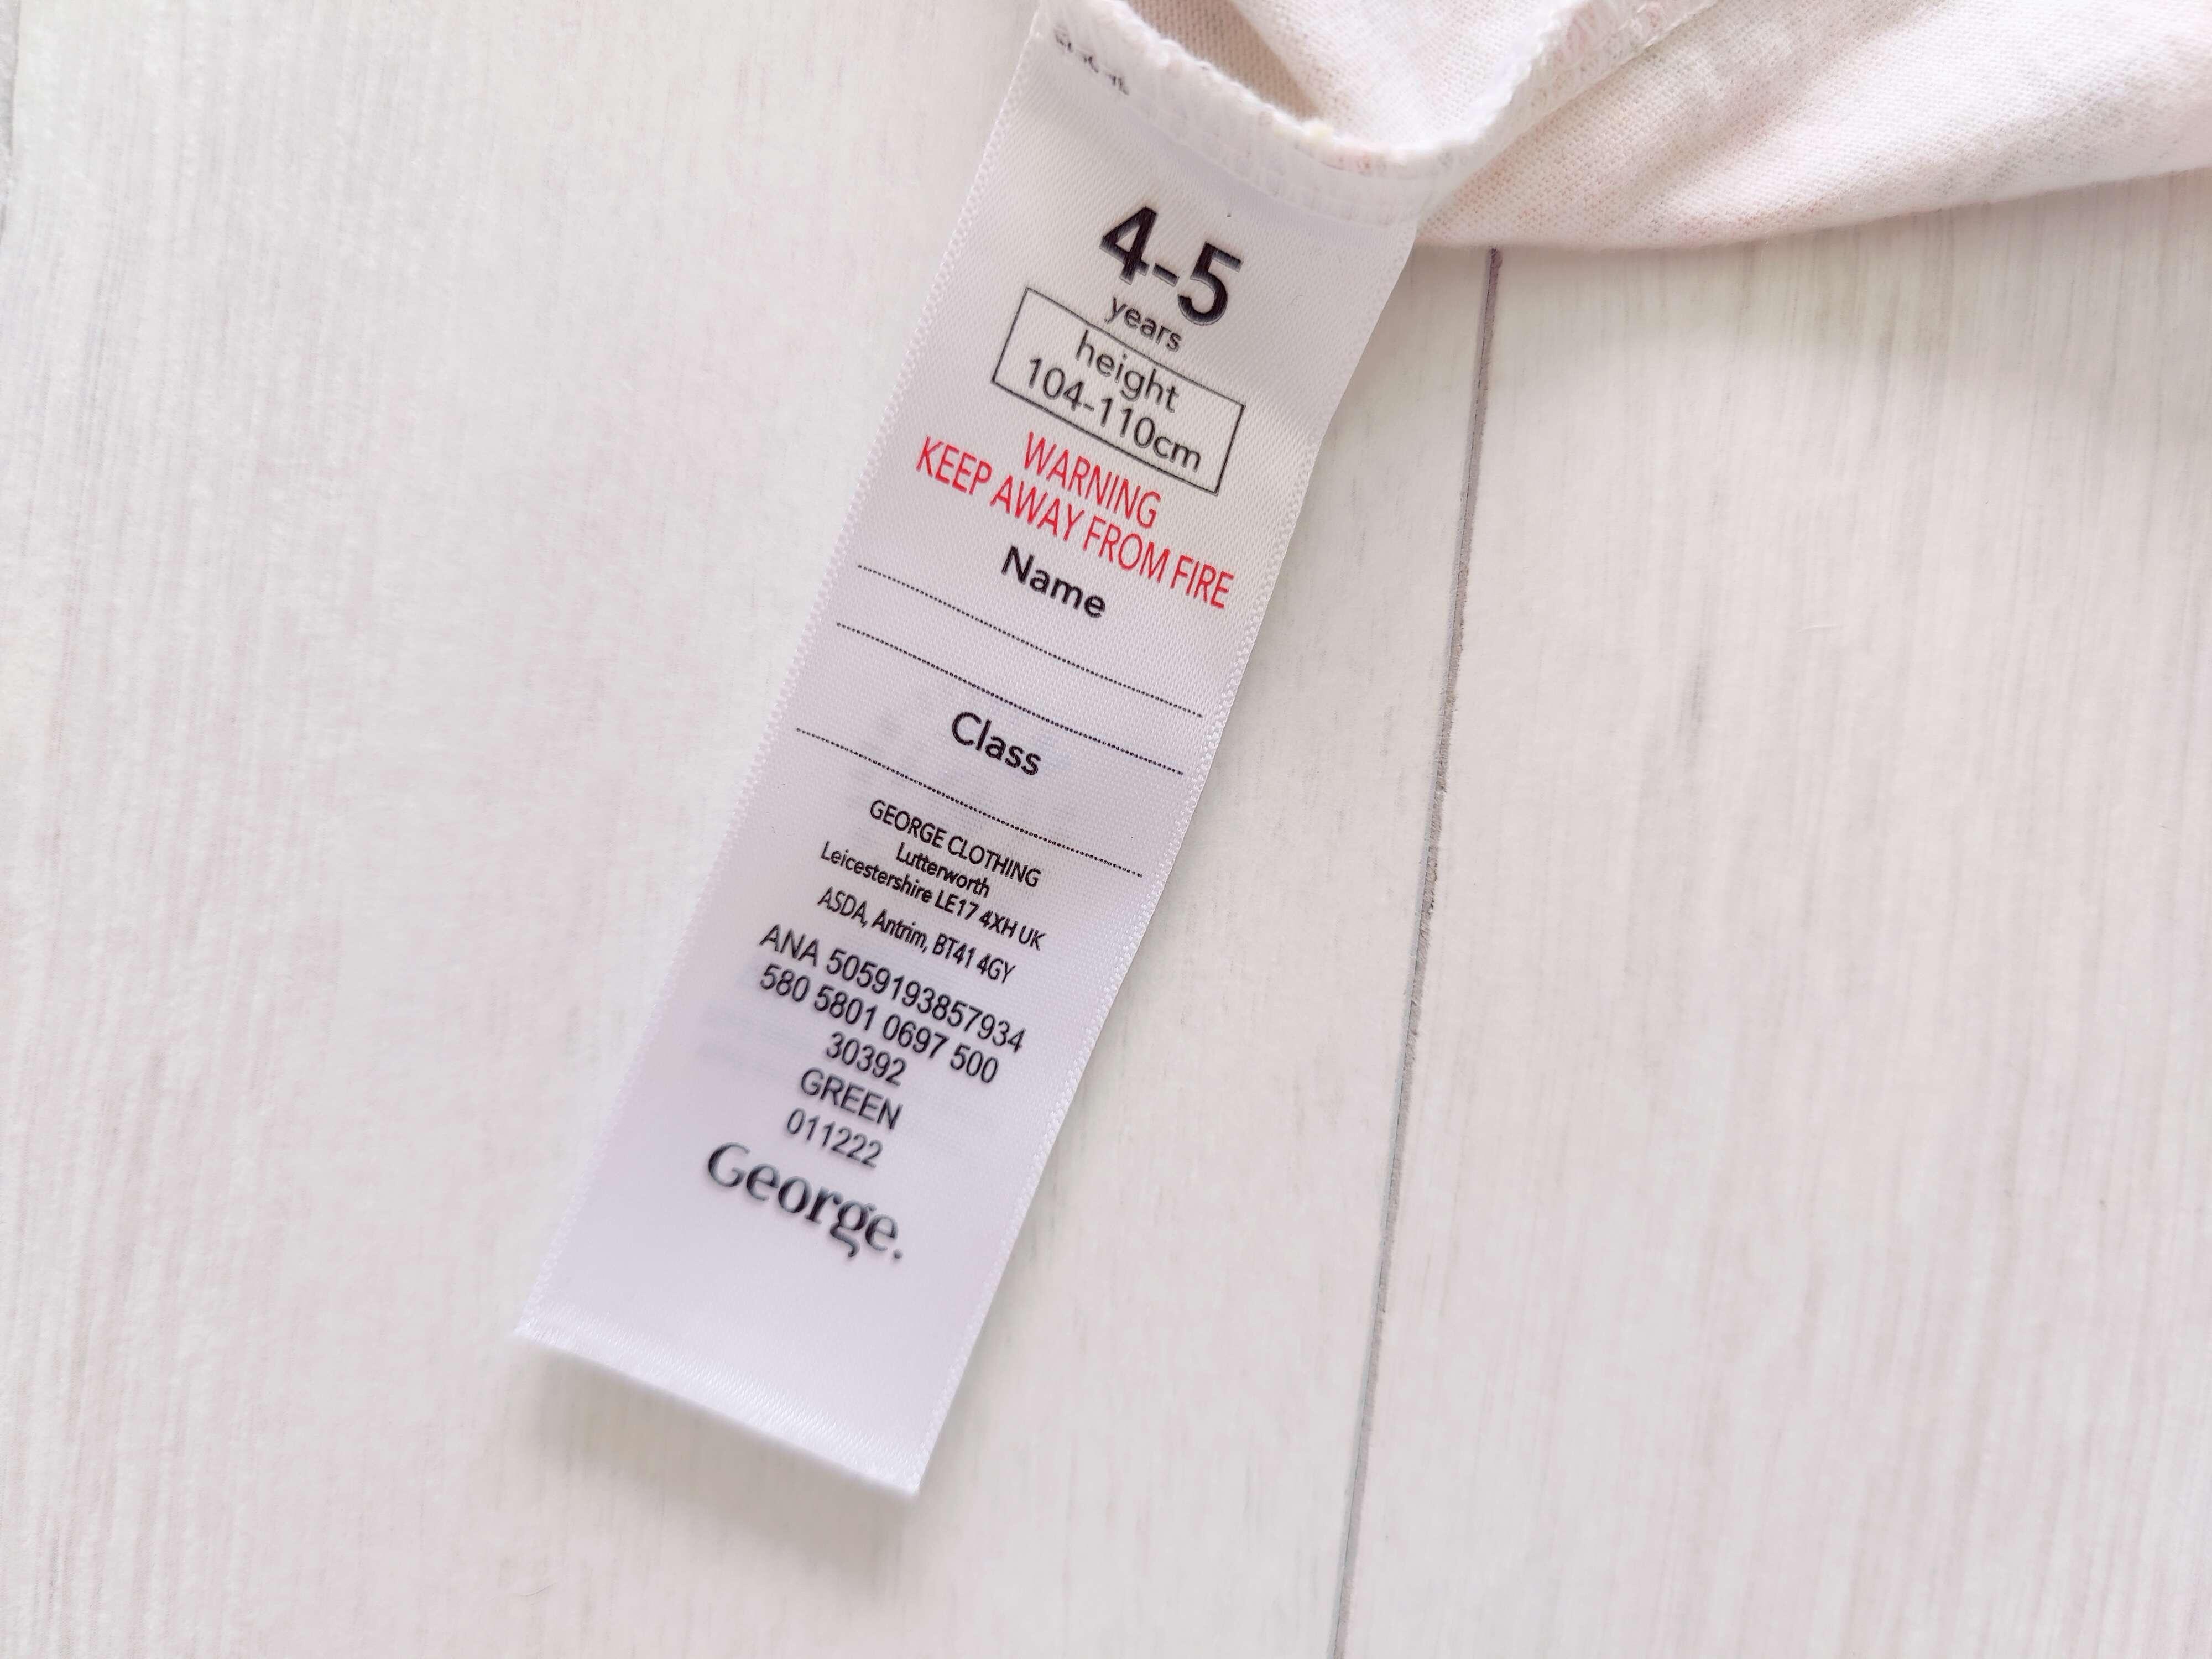 4-5
years
height
104-110cm
WARNING
KEEP AWAY FROM FIRE
Name
Class
GEORGE CLOTHING
Lutterworth
Leicestershire LE17 4XH UK
ASDA, Antrim, BT41 4GY
ANA 5059193857934
580 5801 0697 500
30392
GREEN
011222
George.